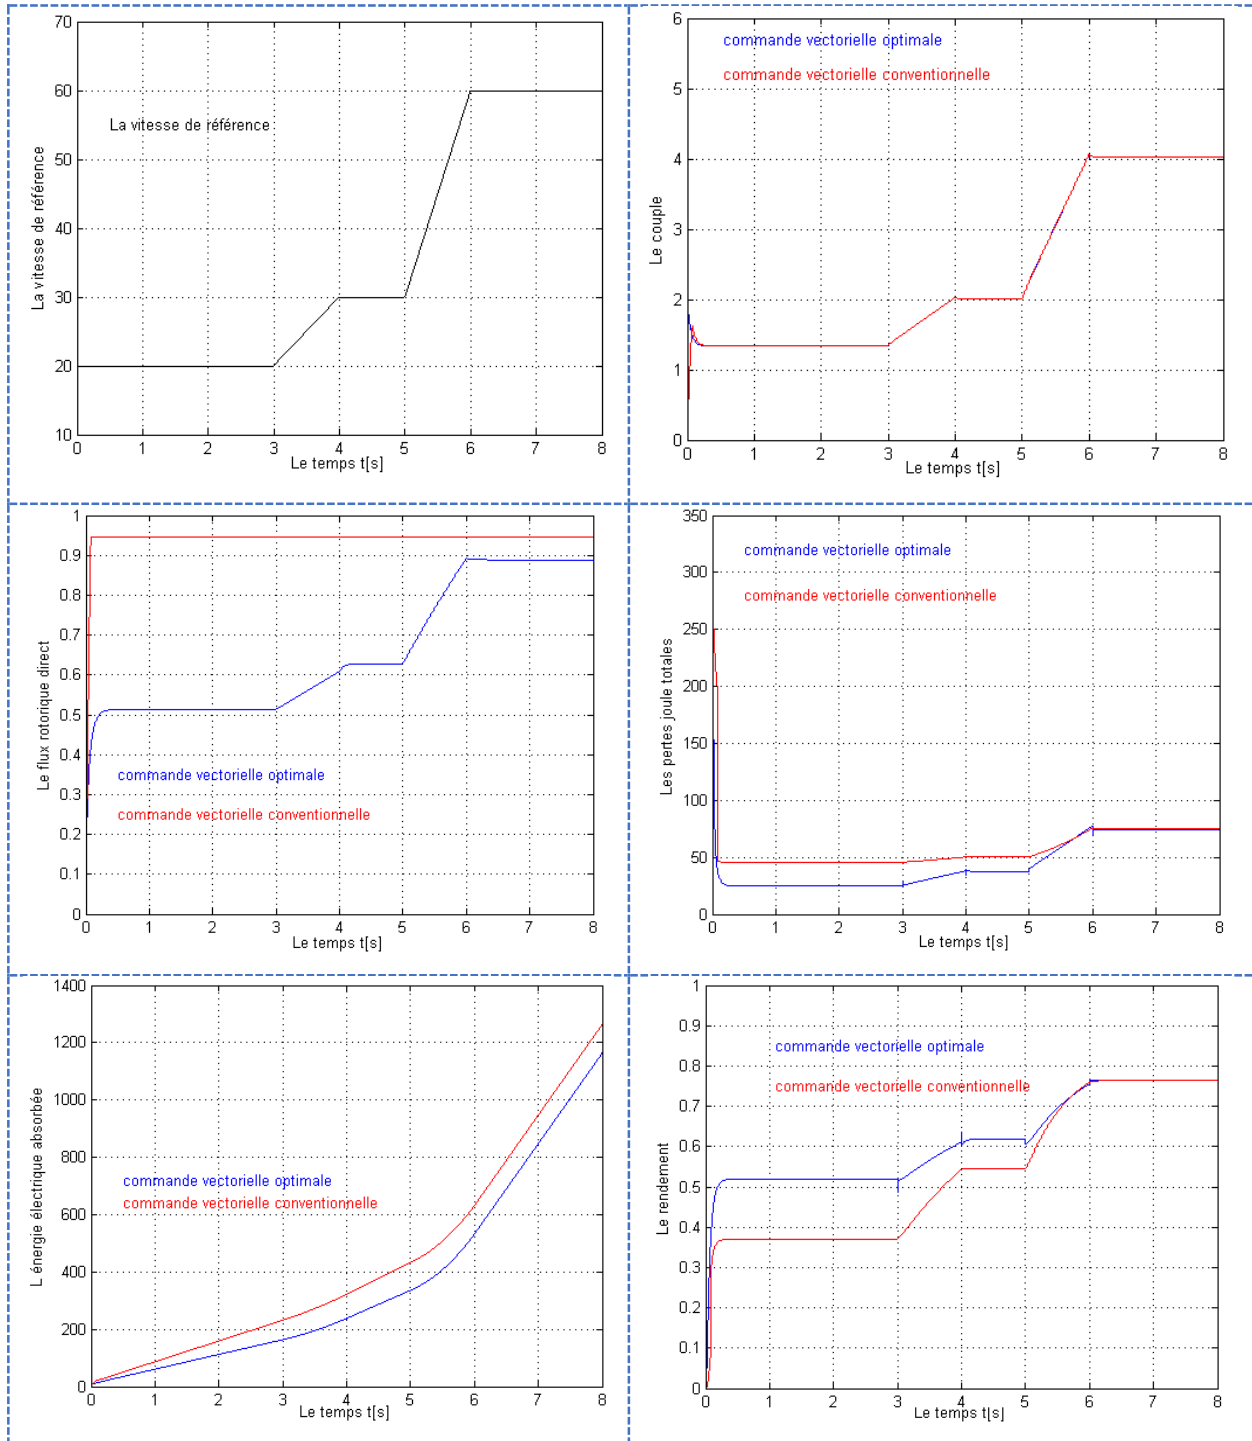 La vitesse de référence
70
60
50
40
30
20
10
La vitesse de référence
0 1 2 3 4 5 6 7 8
Le temps t[s]
Le couple
6
5
4
3
2
1
0
commande vectorielle optimale
commande vectorielle conventionnelle
0 1 2 3 4 5 6 7 8
Le temps t[s]
Le flux rotorique direct
1
0.9
0.8
0.7
0.6
0.5
0.4
0.3
0.2
0.1
0
commande vectorielle optimale
commande vectorielle conventionnelle
0 1 2 3 4 5 6 7 8
Le temps t[s]
Les pertes joule totales
350
300
250
200
150
100
50
0
commande vectorielle optimale
commande vectorielle conventionnelle
0 1 2 3 4 5 6 7 8
Le temps t[s]
L énergie électrique absorbée
1400
1200
1000
800
600
400
200
0
commande vectorielle optimale
commande vectorielle conventionnelle
0 1 2 3 4 5 6 7 8
Le temps t[s]
Le rendement
1
0.9
0.8
0.7
0.6
0.5
0.4
0.3
0.2
0.1
0
commande vectorielle optimale
commande vectorielle conventionnelle
0 1 2 3 4 5 6 7 8
Le temps t[s]